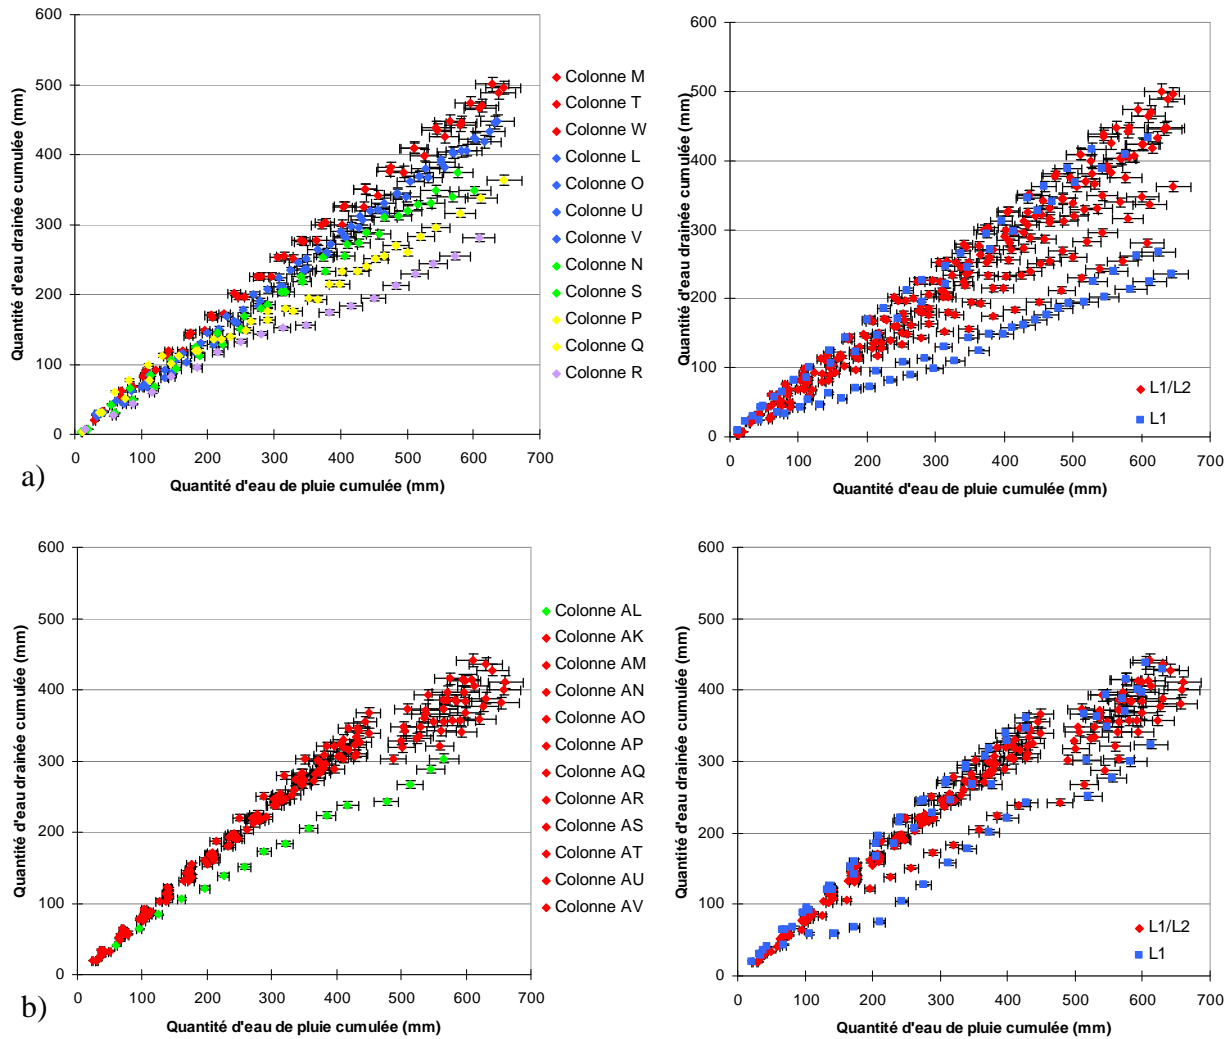 600
500
400
300
200
100
0
0 100 200 300 400 500 600 700
Quantité d'eau drainée cumulée (mm)
Quantité d'eau de pluie cumulée (mm)
a)
Colonne M
Colonne T
Colonne W
Colonne L
Colonne O
Colonne U
Colonne V
Colonne N
Colonne S
Colonne P
Colonne Q
Colonne R
600
500
400
300
200
100
0
0 100 200 300 400 500 600 700
Quantité d'eau drainée cumulée (mm)
Quantité d'eau de pluie cumulée (mm)
L1/L2
L1
600
500
400
300
200
100
0
0 100 200 300 400 500 600 700
Quantité d'eau drainée cumulée (mm)
Quantité d'eau de pluie cumulée (mm)
b)
Colonne AL
Colonne AK
Colonne AM
Colonne AN
Colonne AO
Colonne AP
Colonne AQ
Colonne AR
Colonne AS
Colonne AT
Colonne AU
Colonne AV
600
500
400
300
200
100
0
0 100 200 300 400 500 600 700
Quantité d'eau drainée cumulée (mm)
Quantité d'eau de pluie cumulée (mm)
L1/L2
L1